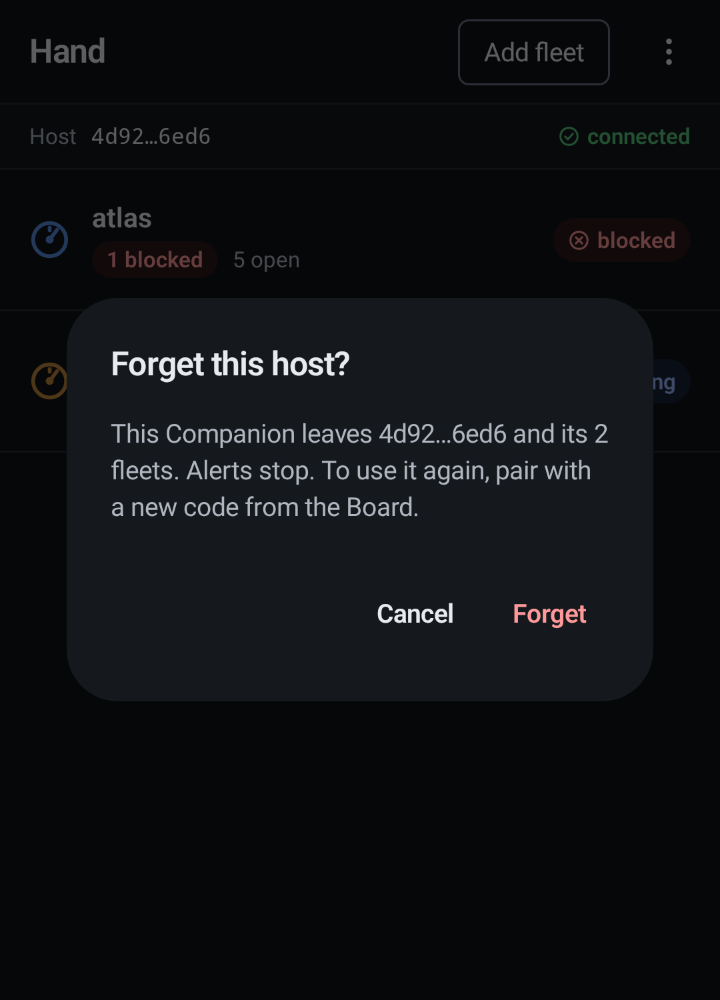 Hand
Add fleet
Host 4d92…6ed6
connected
atlas
1 blocked 5 open
blocked
ng
Forget this host?
This Companion leaves 4d92…6ed6 and its 2
fleets. Alerts stop. To use it again, pair with
a new code from the Board.
Cancel Forget